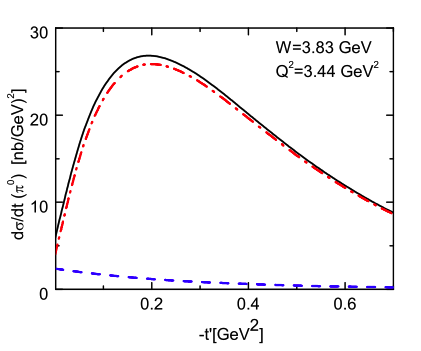 30
W=3.83 GeV
Q²=3.44 GeV²
20
10
0
dσ/dt (π⁰) [nb/GeV)²]
0.2 0.4 0.6
-t'[GeV²]